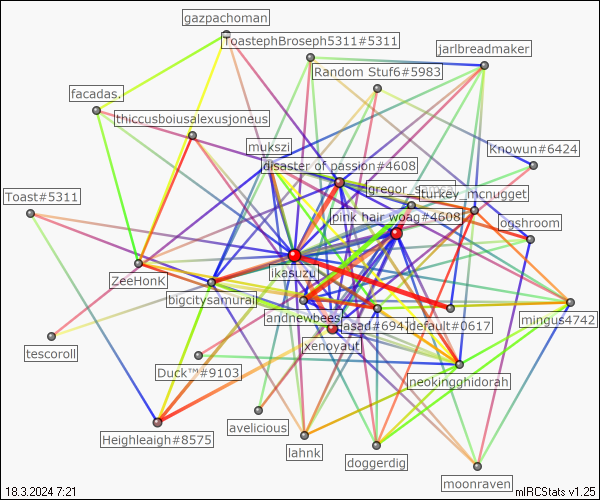 gazpachoman
ToastephBroseph5311#5311
jarlbreadmaker
Random Stuf6#5983
facadas.
thiccusboiusalexusjoneus
mukszi
Knowun#6424
disaster of passion#4608
gregor_samsa
turkey_mcnugget
Toast#5311
pink hair woag#4608
ogshroom
ikasuzu
ZeeHonK
bigcitysamurai
andnewbees
asad#694
default#0617
mingus4742
xenoyaut
tescoroll
Duck™#9103
neokingghidorah
avelicious
Heighleaigh#8575
lahnk
doggerdig
moonraven
18.3.2024 7:21
mIRCStats v1.25